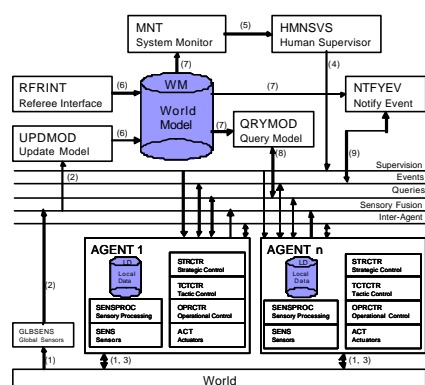 MNT
System Monitor
(5)
HMNSVS
Human Supervisor
(7)
(4)
RFRINT
Referee Interface
(6)
WM
World
Model
(7)
NTFYEV
Notify Event
UPDMOD
Update Model
(6)
(7)
QRYMOD
Query Model
(2)
(8)
(9)
Supervision
Events
Queries
Sensory Fusion
Inter-Agent
AGENT 1
LD
Local
Data
STRCTR
Strategic Control
TCTCTR
Tactic Control
SENSPROC
Sensory Processing
OPRCTR
Operational Control
SENS
Sensors
ACT
Actuators
AGENT n
LD
Local
Data
STRCTR
Strategic Control
TCTCTR
Tactic Control
SENSPROC
Sensory Processing
OPRCTR
Operational Control
SENS
Sensors
ACT
Actuators
(2)
GLBSENS
Global Sensors
(1)
(1, 3)
(1, 3)
World